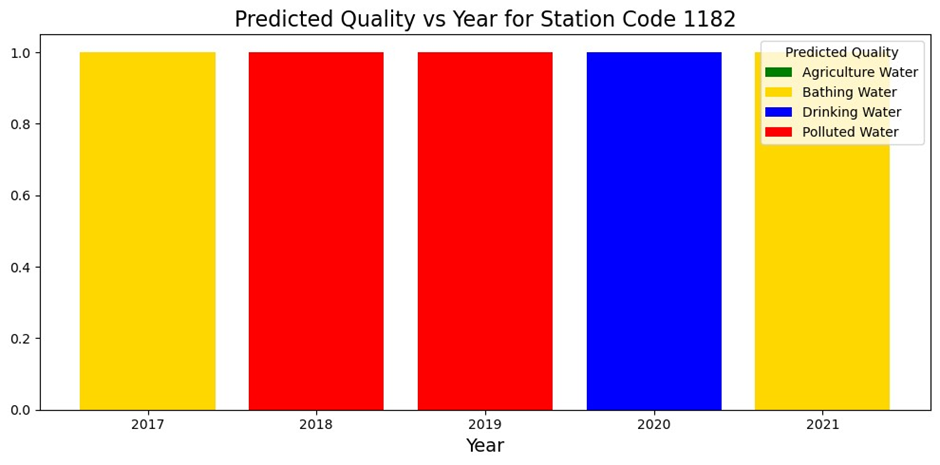 Predicted Quality vs Year for Station Code 1182
Predicted Quality
Agriculture Water
Bathing Water
Drinking Water
Polluted Water
1.0
0.8
0.6
0.4
0.2
0.0
2017 2018 2019 2020 2021
Year